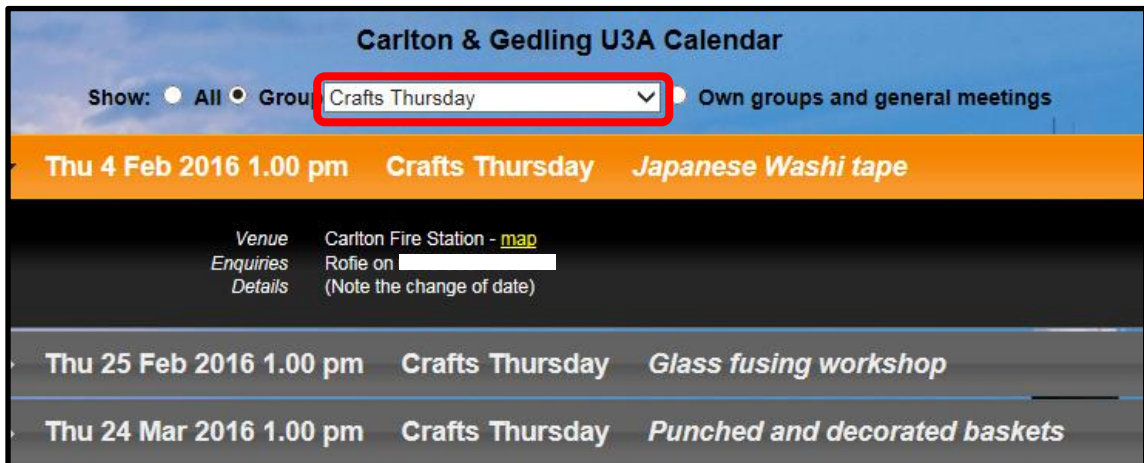 Carlton & Gedling U3A Calendar
Show: All Group Crafts Thursday Own groups and general meetings
Thu 4 Feb 2016 1.00 pm Crafts Thursday Japanese Washi tape
Venue Carlton Fire Station - map
Enquiries Rofie on
Details (Note the change of date)
Thu 25 Feb 2016 1.00 pm Crafts Thursday Glass fusing workshop
Thu 24 Mar 2016 1.00 pm Crafts Thursday Punched and decorated baskets